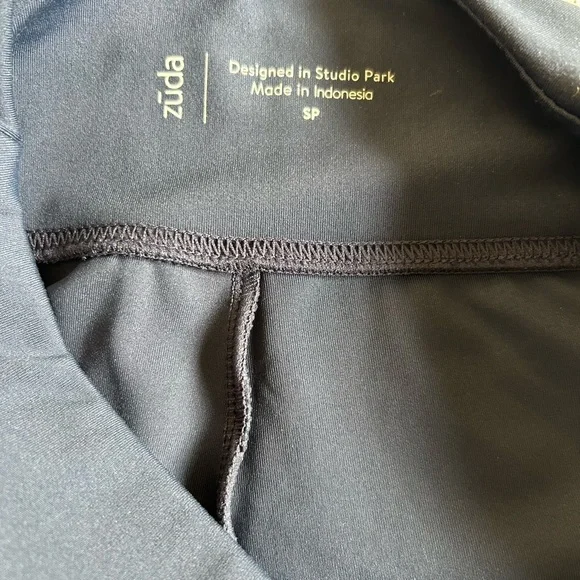 zūda
Designed in Studio Park
Made in Indonesia
SP